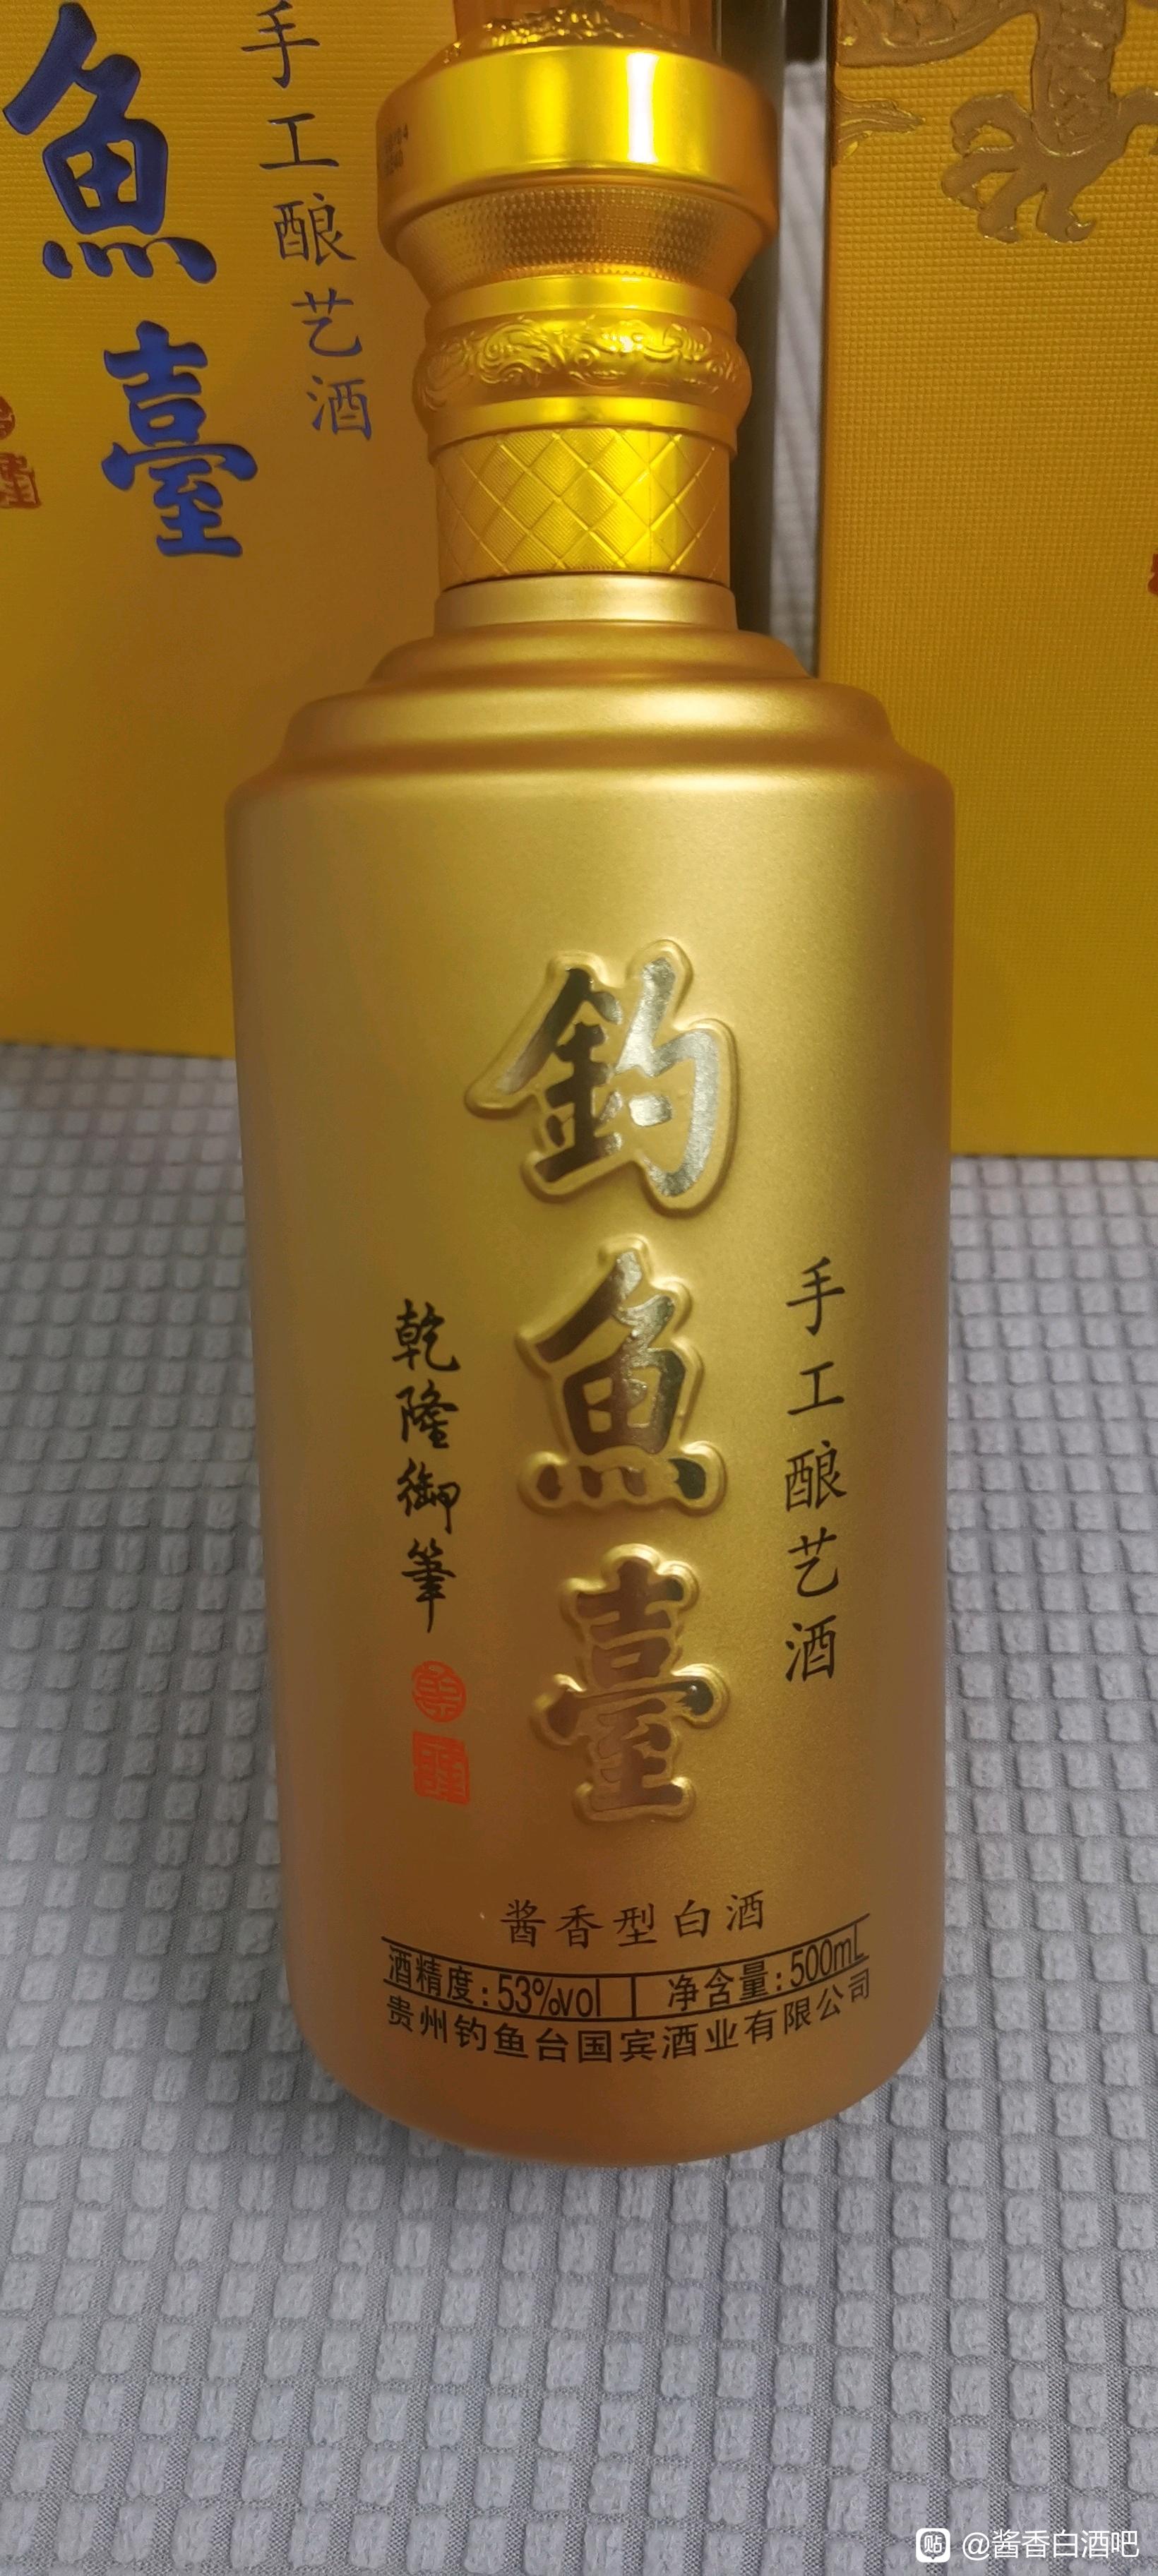 手工酿艺酒
魚臺
釣魚臺
手工酿艺酒
乾隆御筆
酱香型白酒
酒精度:53%vol 净含量:500mL
贵州钓鱼台国宾酒业有限公司
贴 @酱香白酒吧